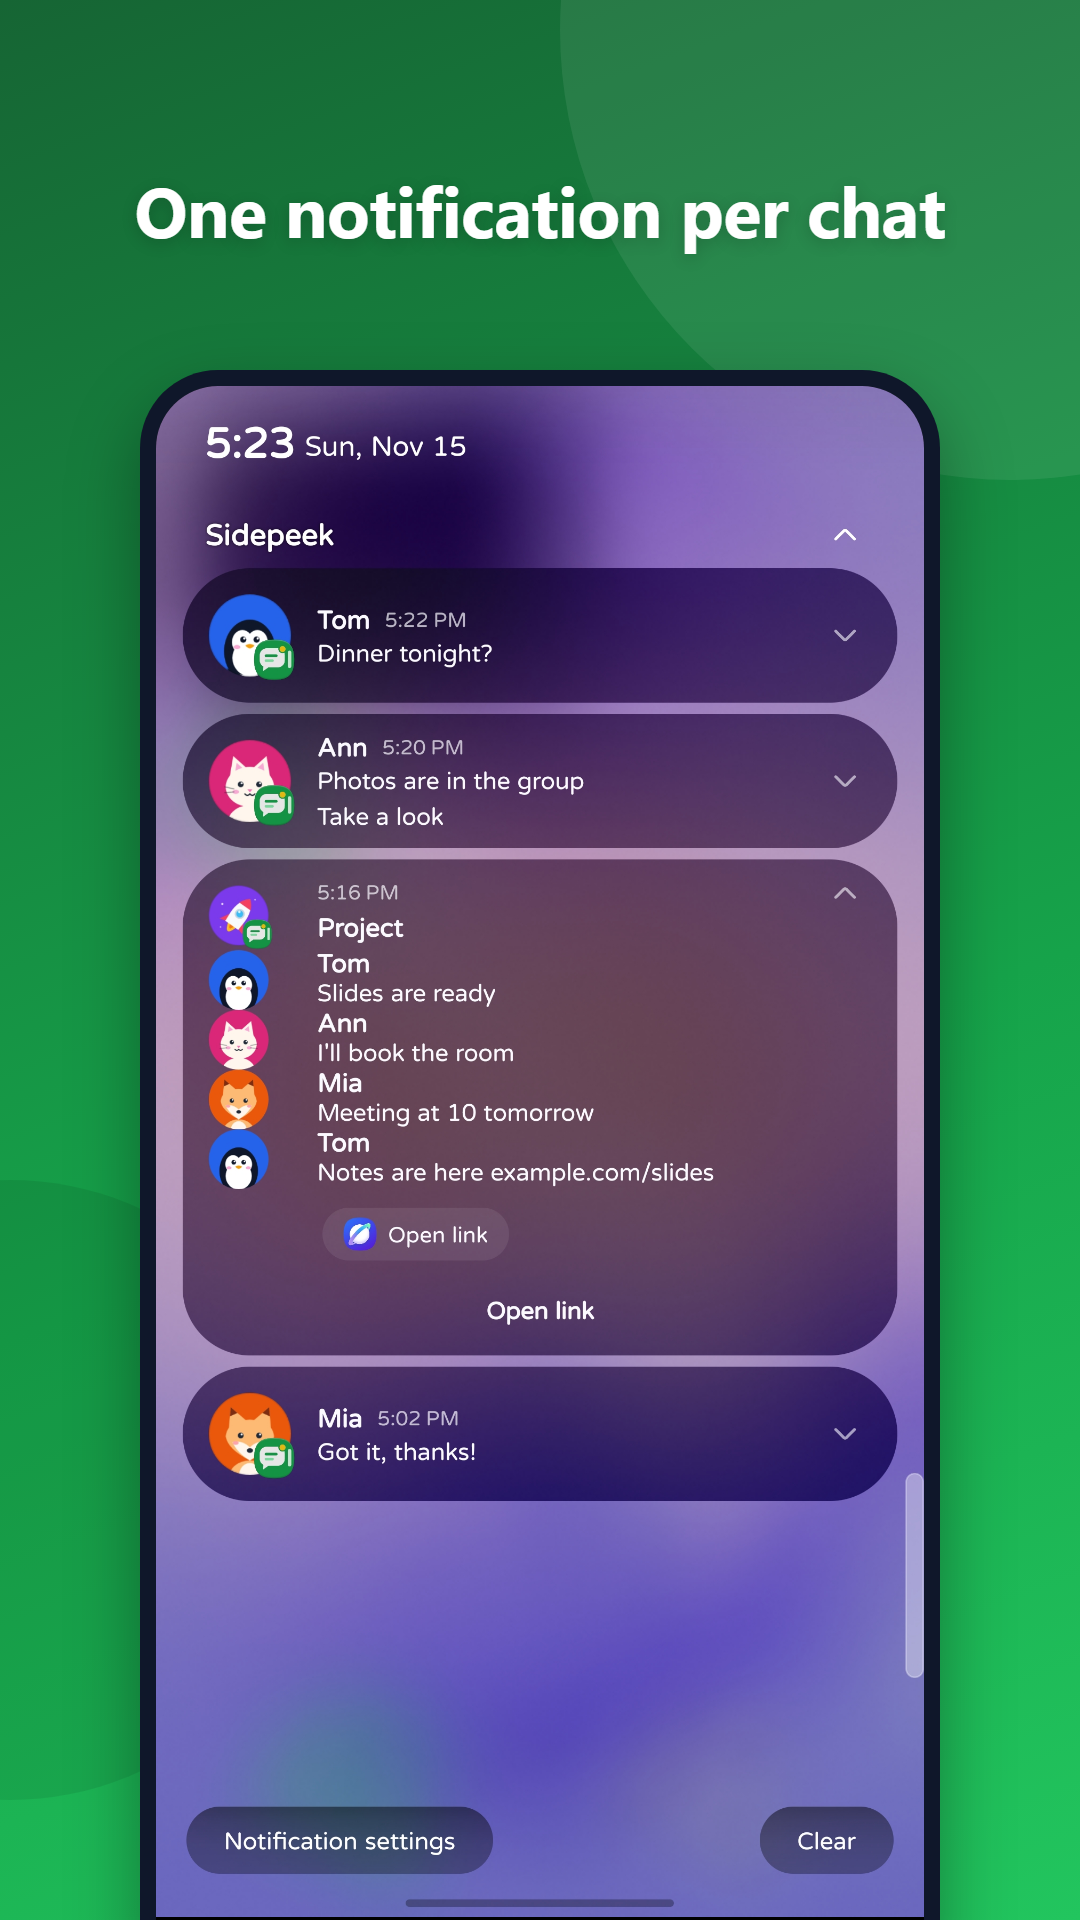 One notification per chat
5:23 Sun, Nov 15
Sidepeek
Tom 5:22 PM
Dinner tonight?
Ann 5:20 PM
Photos are in the group
Take a look
5:16 PM
Project
Tom
Slides are ready
Ann
I'll book the room
Mia
Meeting at 10 tomorrow
Tom
Notes are here example.com/slides
Open link
Open link
Mia 5:02 PM
Got it, thanks!
Notification settings
Clear